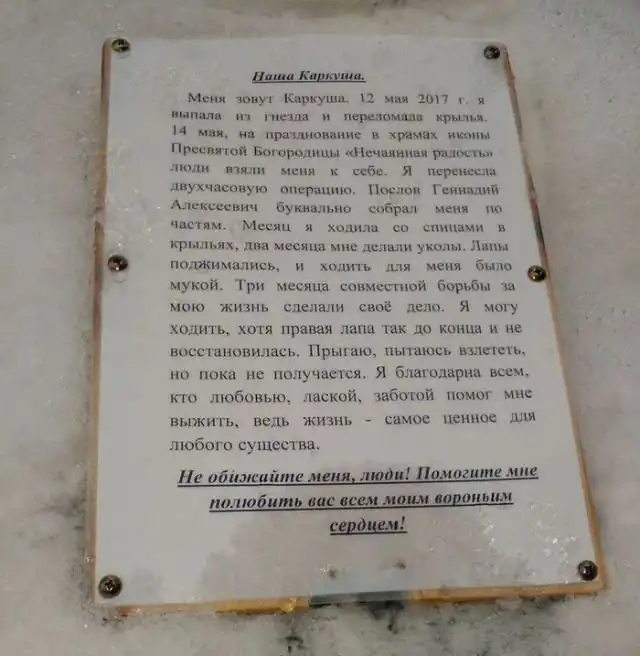 Наша Каркуша.
Меня зовут Каркуша. 12 мая 2017 г. я
выпала из гнезда и переломала крылья.
14 мая, на празднование в храмах иконы
Пресвятой Богородицы «Нечаянная радость»
люди взяли меня к себе. Я перенесла
двухчасовую операцию. Послов Геннадий
Алексеевич буквально собрал меня по
частям. Месяц я ходила со спицами в
крыльях, два месяца мне делали уколы. Лапы
поджимались, и ходить для меня было
мукой. Три месяца совместной борьбы за
мою жизнь сделали своё дело. Я могу
ходить, хотя правая лапа так до конца и не
восстановилась. Прыгаю, пытаюсь взлететь,
но пока не получается. Я благодарна всем,
кто любовью, лаской, заботой помог мне
выжить, ведь жизнь - самое ценное для
любого существа.
Не обижайте меня, люди! Помогите мне
полюбить вас всем моим вороньим
сердцем!